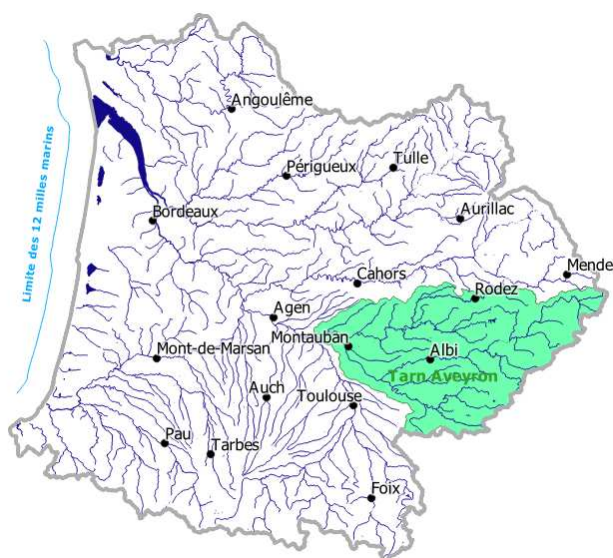 Angoulême
Périgueux
Tulle
Limite des 12 milles marins
Bordeaux
Aurillac
Mende
Cahors
Rodez
Agen
Montauban
Mont-de-Marsan
Albi
Tarn Aveyron
Auch
Toulouse
Pau
Tarbes
Foix